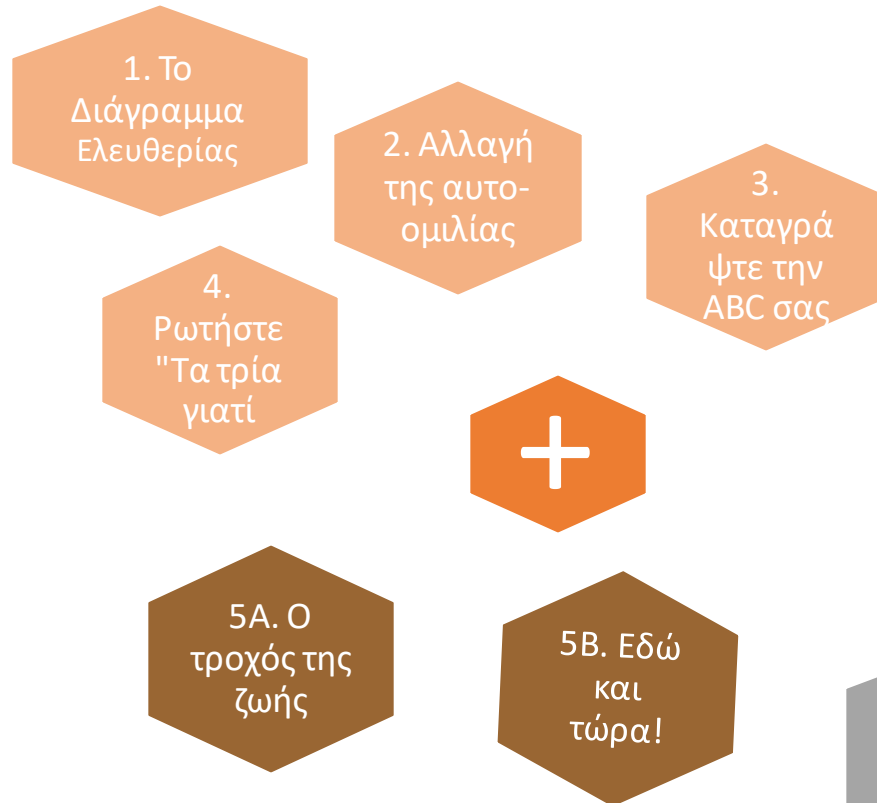 1. Το
Διάγραμμα
Ελευθερίας
2. Αλλαγή
της αυτο-
ομιλίας
3.
Καταγρά
ψτε την
ABC σας
4.
Ρωτήστε
"Τα τρία
γιατί
+
5A. Ο
τροχός της
ζωής
5B. Εδώ
και
τώρα!